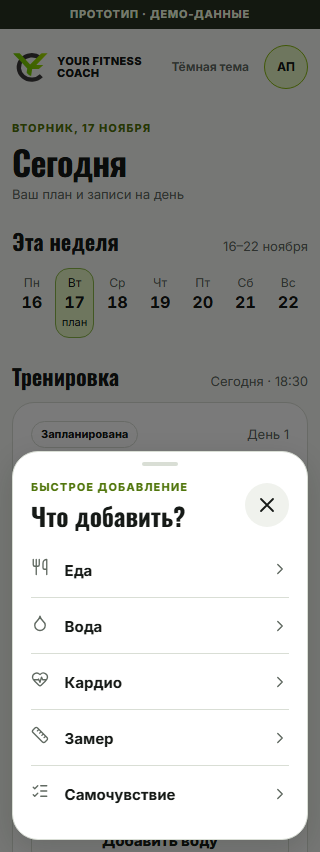 ПРОТОТИП · ДЕМО-ДАННЫЕ
YOUR FITNESS
COACH
Тёмная тема
АП
ВТОРНИК, 17 НОЯБРЯ
Сегодня
Ваш план и записи на день
Эта неделя
16–22 ноября
Пн Вт Ср Чт Пт Сб Вс
16 17 18 19 20 21 22
план
Тренировка
Сегодня · 18:30
Запланирована
День 1
БЫСТРОЕ ДОБАВЛЕНИЕ
Что добавить?
Еда
Вода
Кардио
Замер
Самочувствие
Добавить воду